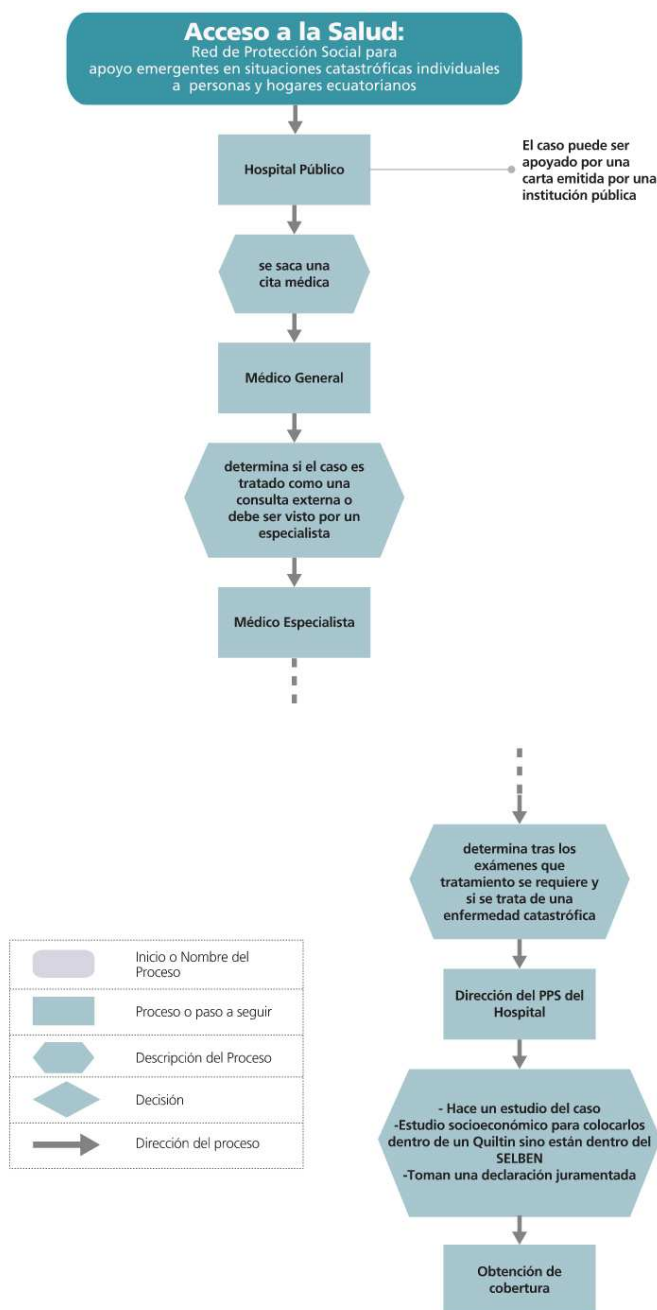 Acceso a la Salud:
Red de Protección Social para
apoyo emergentes en situaciones catastróficas individuales
a personas y hogares ecuatorianos
Hospital Público
El caso puede ser
apoyado por una
carta emitida por una
institución pública
se saca una
cita médica
Médico General
determina si el caso es
tratado como una
consulta externa o
debe ser visto por un
especialista
Médico Especialista
determina tras los
exámenes que
tratamiento se requiere y
si se trata de una
enfermedad catastrófica
Dirección del PPS del
Hospital
- Hace un estudio del caso
-Estudio socioeconómico para colocarlos
dentro de un Quiltin sino están dentro del
SELBEN
-Toman una declaración juramentada
Obtención de
cobertura
Inicio o Nombre del
Proceso
Proceso o paso a seguir
Descripción del Proceso
Decisión
Dirección del proceso